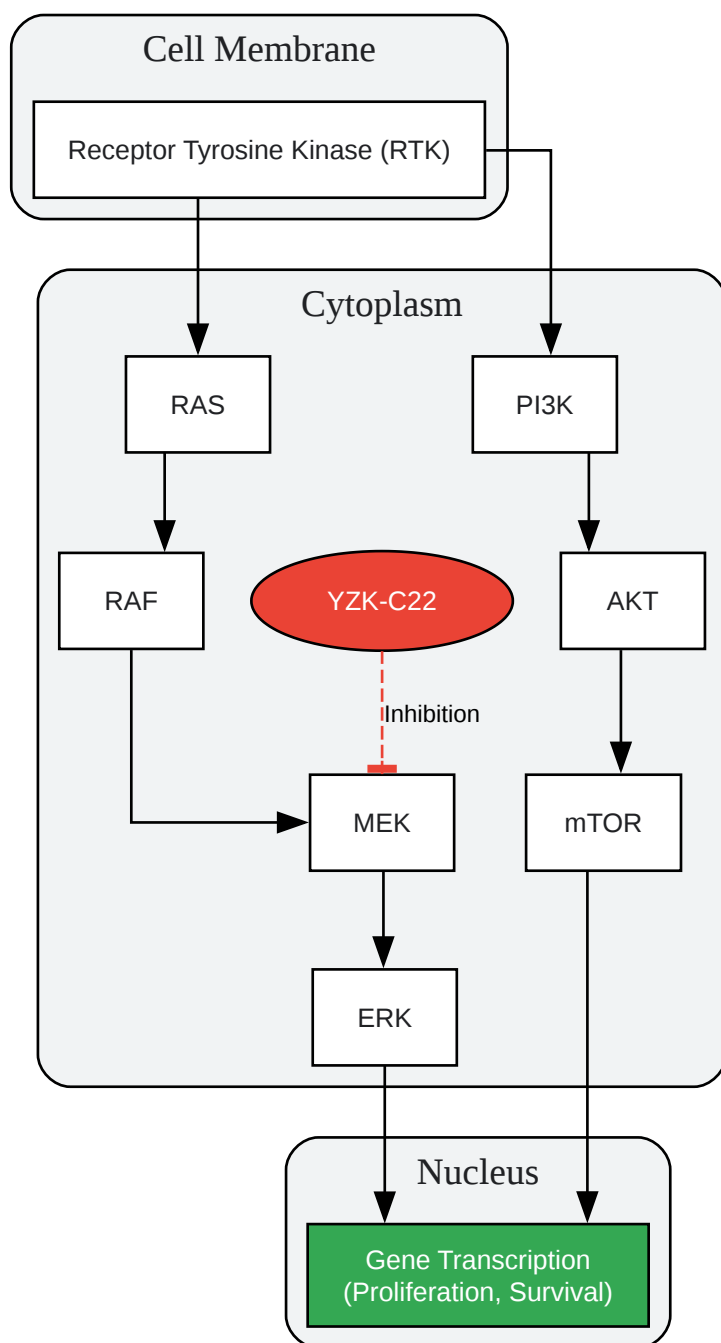 Cell Membrane
Receptor Tyrosine Kinase (RTK)
Cytoplasm
RAS
PI3K
RAF
YZK-C22
AKT
Inhibition
MEK
mTOR
ERK
Nucleus
Gene Transcription
(Proliferation, Survival)